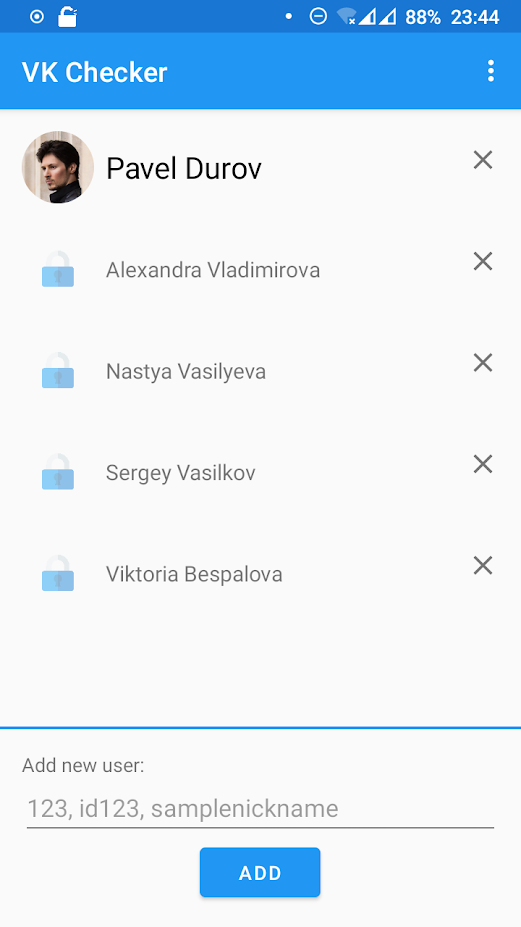 88% 23:44
VK Checker
Pavel Durov
Alexandra Vladimirova
Nastya Vasilyeva
Sergey Vasilkov
Viktoria Bespalova
Add new user:
123, id123, samplenickname
ADD